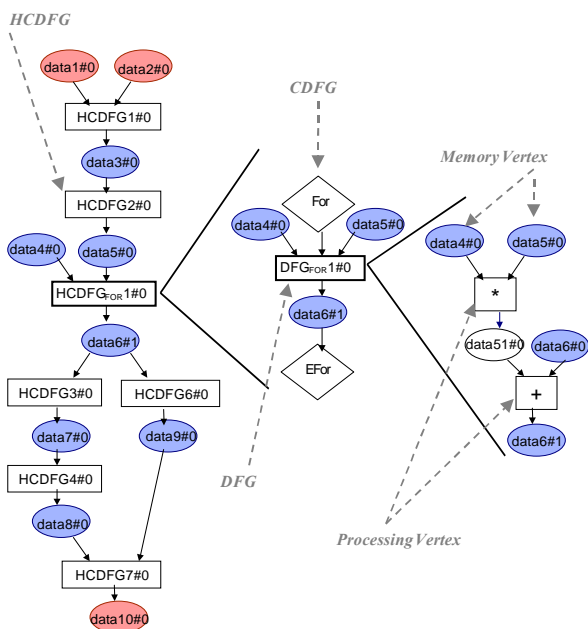 HCDFG
data1#0
data2#0
HCDFG1#0
data3#0
HCDFG2#0
data4#0
data5#0
HCDFGFOR1#0
data6#1
HCDFG3#0
HCDFG6#0
data7#0
data9#0
HCDFG4#0
data8#0
HCDFG7#0
data10#0
CDFG
For
data4#0
data5#0
DFGFOR1#0
data6#1
EFor
DFG
Memory Vertex
data4#0
data5#0
*
data51#0
data6#0
+
data6#1
Processing Vertex